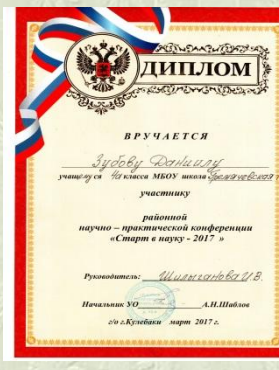 ДИПЛОМ
ВРУЧАЕТСЯ
Зубову Даниилу
учащемуся 4а класса МБОУ школа
участнику
районной
научно – практической конференции
«Старт в науку - 2017 »
Руководитель: Шилыганова И.В.
Начальник УО А.Н.Шаблов
г/о г.Кулебаки март 2017 г.